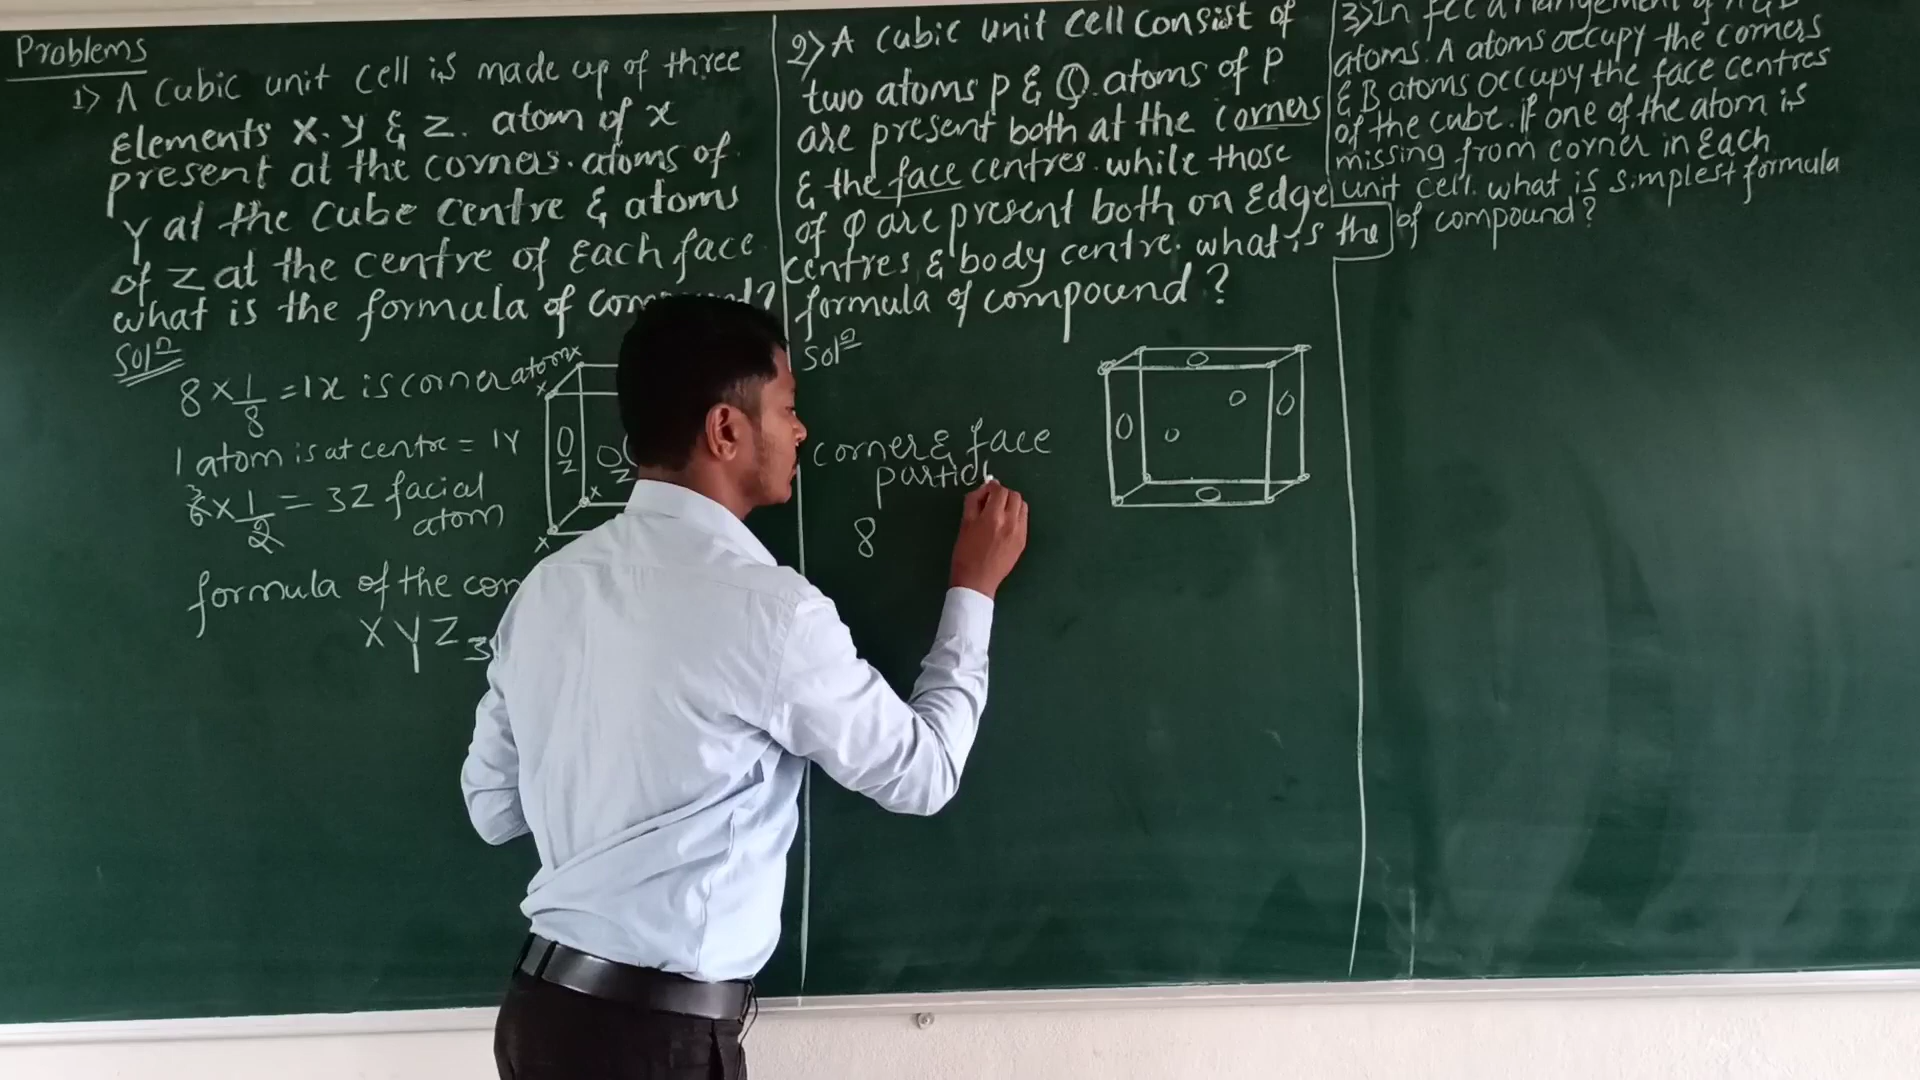 Problems
1) A Cubic unit cell is made up of three
Elements X. Y & Z. atom of x
present at the corners. atoms of
Y at the cube centre & atoms
of Z at the centre of Each face
what is the formula of
Solⁿ
8 × 1/8 = 1x is corner atom
1 atom is at centre = 1Y
6 × 1/2 = 3Z facial
3
atom
formula of the
XYZ3
x
x
x
x
Z
Z
2) A cubic unit cell consist of
two atoms p & Q. atoms of p
are present both at the corners
& the face centres. while those
of Q are present both on Edge
centres & body centre. what is the
formula of compound?
Solⁿ
corner & face
8
3) In fcc arrangement of A & B
atoms. A atoms occupy the corners
& B atoms occupy the face centres
of the cube. If one of the atom is
missing from corner in Each
unit cell. what is simplest formula
of compound?